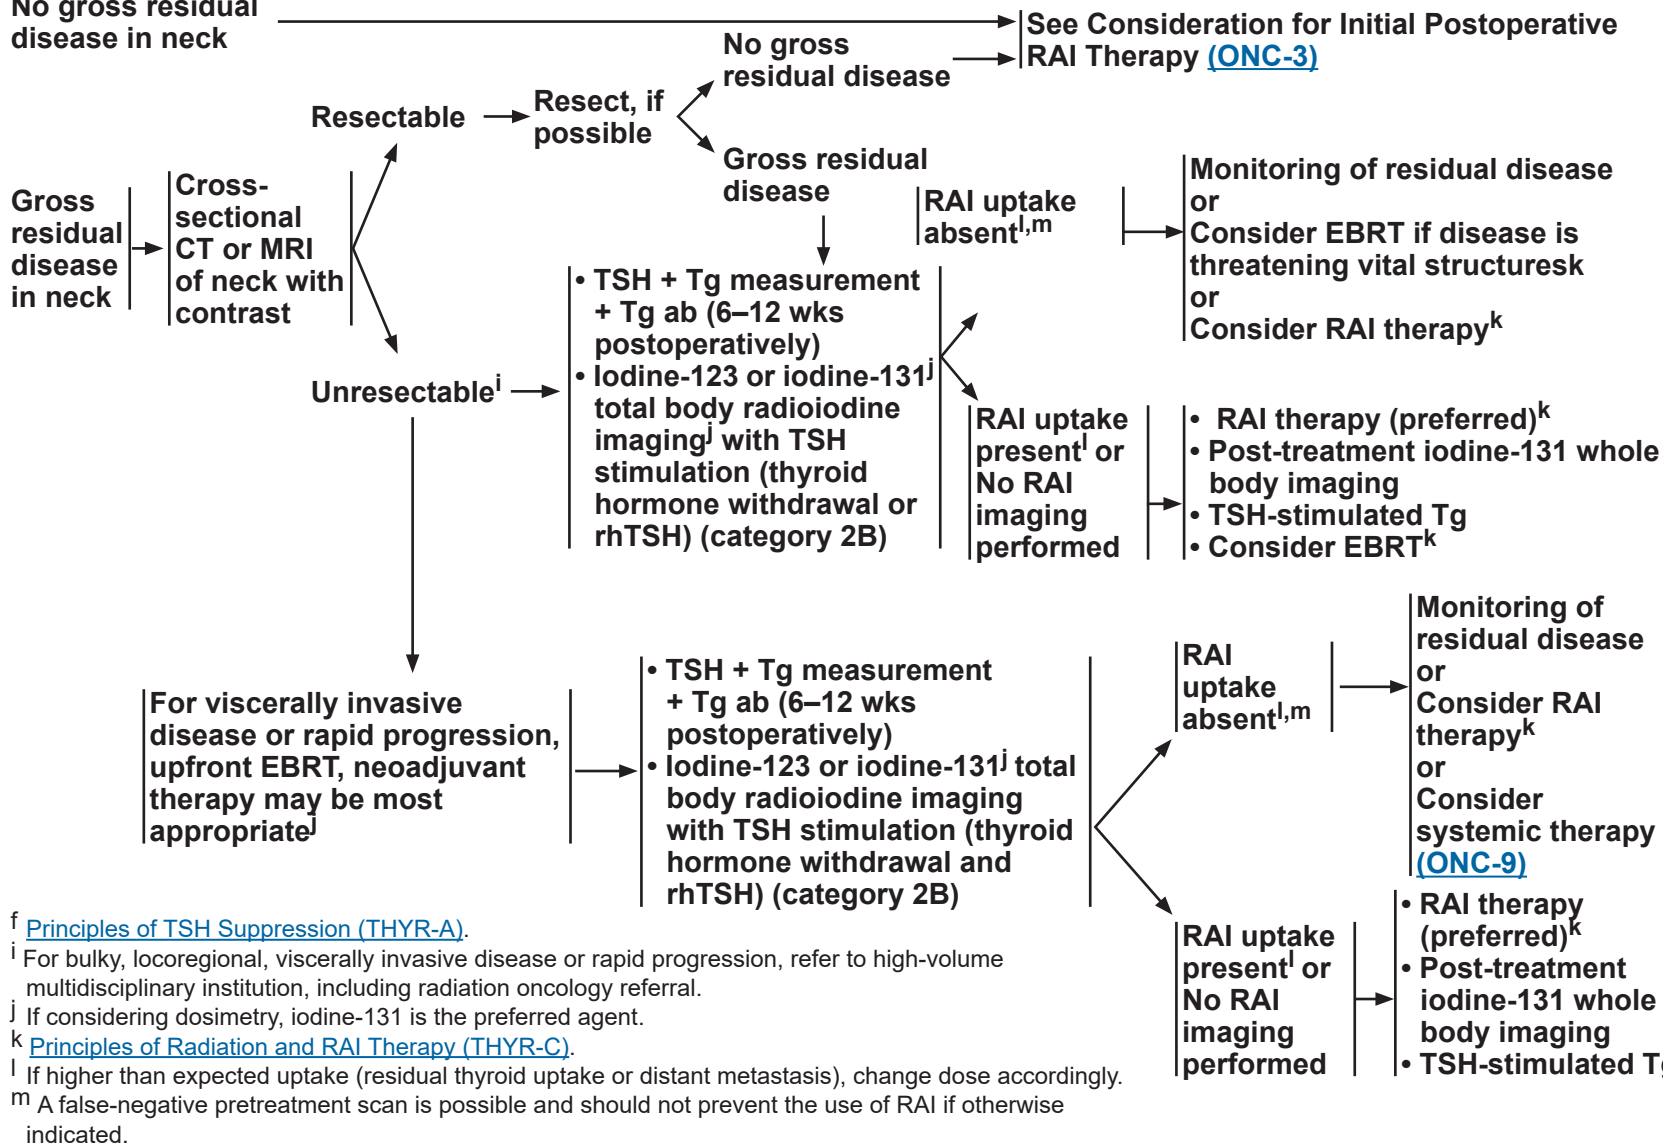 No gross residual
disease in neck
See Consideration for Initial Postoperative
RAI Therapy (ONC-3)
No gross
residual disease
Resectable
Resect, if
possible
Gross residual
disease
Gross
residual
disease
in neck
Cross-
sectional
CT or MRI
of neck with
contrast
RAI uptake
absentl,m
Monitoring of residual disease
or
Consider EBRT if disease is
threatening vital structuresk
or
Consider RAI therapyk
Unresectablei
• TSH + Tg measurement
+ Tg ab (6–12 wks
postoperatively)
• Iodine-123 or iodine-131j
total body radioiodine
imagingj with TSH
stimulation (thyroid
hormone withdrawal or
rhTSH) (category 2B)
RAI uptake
presentl or
No RAI
imaging
performed
• RAI therapy (preferred)k
• Post-treatment iodine-131 whole
body imaging
• TSH-stimulated Tg
• Consider EBRTk
For viscerally invasive
disease or rapid progression,
upfront EBRT, neoadjuvant
therapy may be most
appropriatej
• TSH + Tg measurement
+ Tg ab (6–12 wks
postoperatively)
• Iodine-123 or iodine-131j total
body radioiodine imaging
with TSH stimulation (thyroid
hormone withdrawal and
rhTSH) (category 2B)
RAI
uptake
absentl,m
Monitoring of
residual disease
or
Consider RAI
therapyk
or
Consider
systemic therapy
(ONC-9)
RAI uptake
presentl or
No RAI
imaging
performed
• RAI therapy
(preferred)k
• Post-treatment
iodine-131 whole
body imaging
• TSH-stimulated Tg
f Principles of TSH Suppression (THYR-A).
i For bulky, locoregional, viscerally invasive disease or rapid progression, refer to high-volume
multidisciplinary institution, including radiation oncology referral.
j If considering dosimetry, iodine-131 is the preferred agent.
k Principles of Radiation and RAI Therapy (THYR-C).
l If higher than expected uptake (residual thyroid uptake or distant metastasis), change dose accordingly.
m A false-negative pretreatment scan is possible and should not prevent the use of RAI if otherwise
indicated.